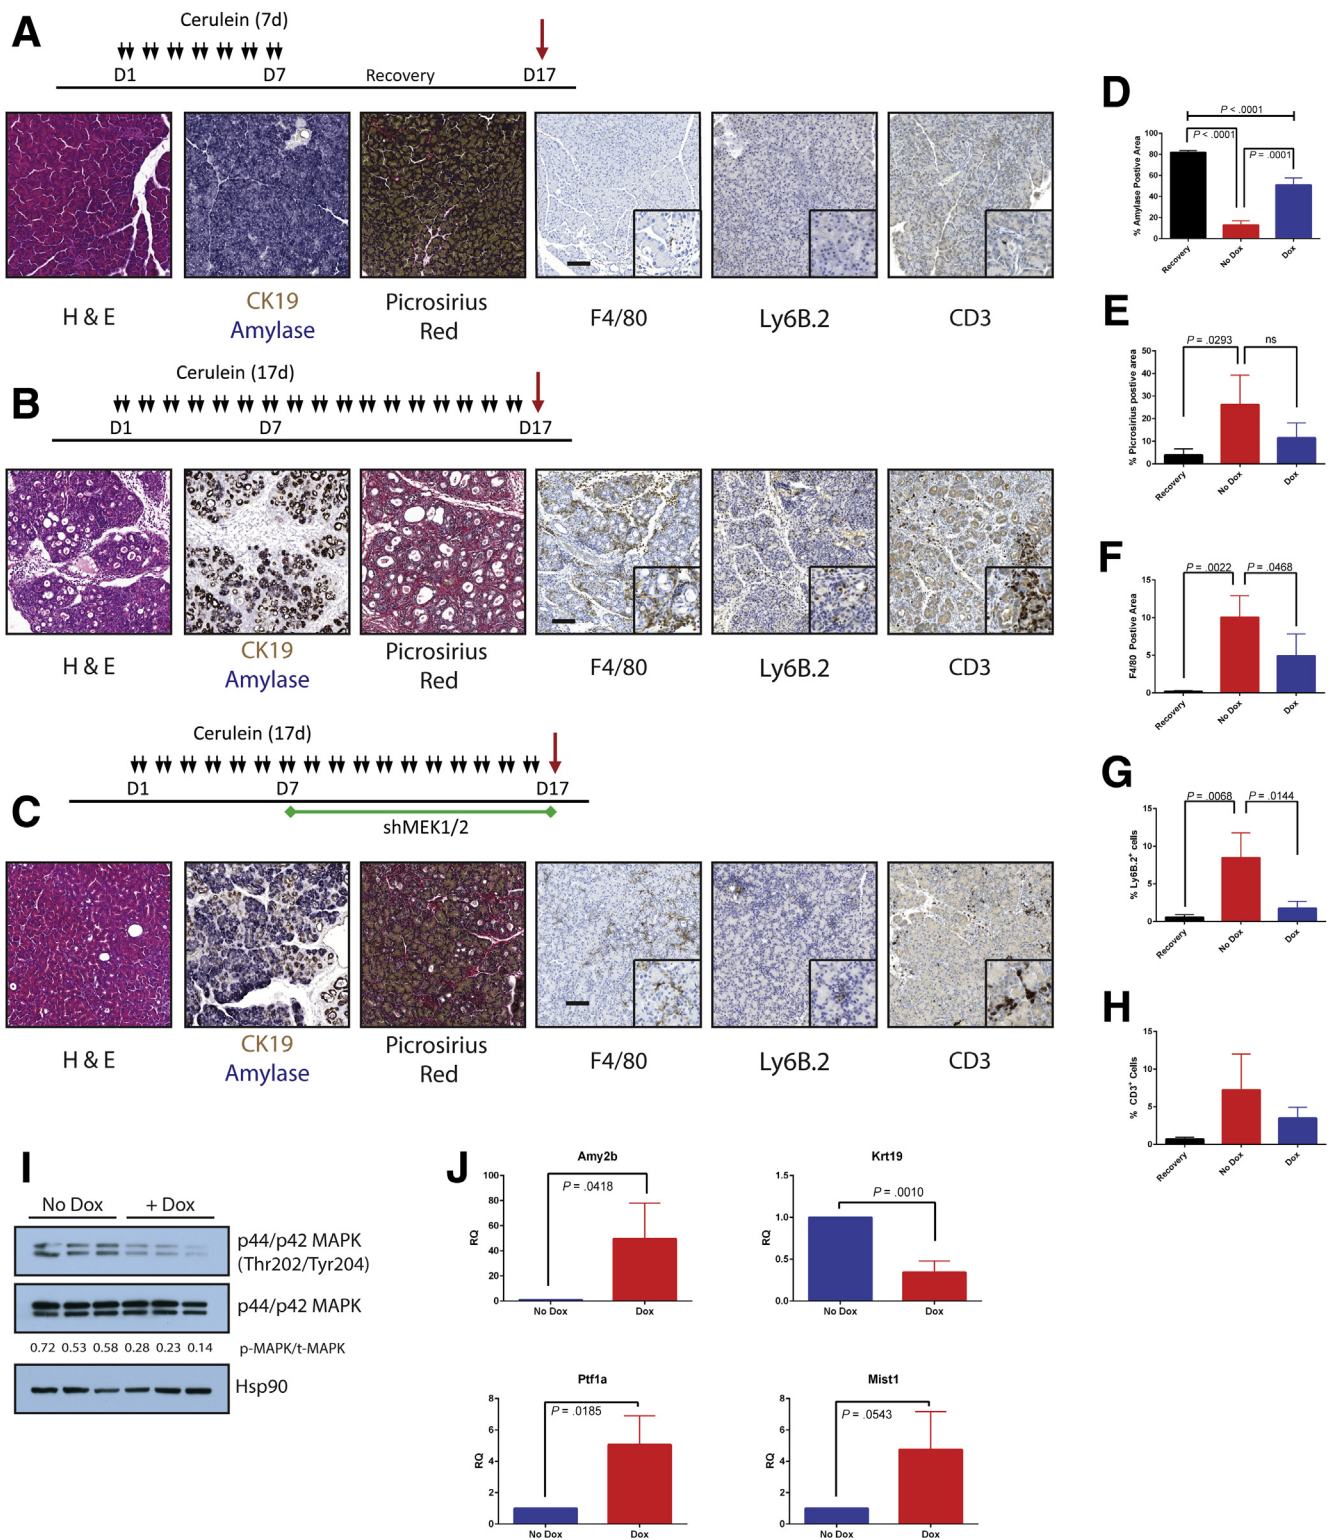 A
Cerulein (7d)
D1
D7
Recovery
D17
H & E
CK19
Amylase
Picrosirius
Red
F4/80
Ly6B.2
CD3
B
Cerulein (17d)
D1
D7
D17
H & E
CK19
Amylase
Picrosirius
Red
F4/80
Ly6B.2
CD3
C
Cerulein (17d)
D1
D7
D17
shMEK1/2
H & E
CK19
Amylase
Picrosirius
Red
F4/80
Ly6B.2
CD3
D
P < .0001
P < .0001
P = .0001
% Amylase Postive Area
100
80
60
40
20
0
Recovery
No Dox
Dox
E
P = .0293
ns
% Picrosirius postive area
50
40
30
20
10
0
Recovery
No Dox
Dox
F
P = .0022
P = .0468
F4/80 Postive Area
15
10
5
0
Recovery
No Dox
Dox
G
P = .0068
P = .0144
% Ly6B.2⁺ cells
15
10
5
0
Recovery
No Dox
Dox
H
% CD3⁺ Cells
15
10
5
0
Recovery
No Dox
Dox
I
No Dox
+ Dox
p44/p42 MAPK
(Thr202/Tyr204)
p44/p42 MAPK
0.72 0.53 0.58 0.28 0.23 0.14 p-MAPK/t-MAPK
Hsp90
J
Amy2b
P = .0418
RQ
100
80
60
40
20
0
No Dox
Dox
Krt19
P = .0010
RQ
1.5
1.0
0.5
0.0
No Dox
Dox
Ptf1a
P = .0185
RQ
8
6
4
2
0
No Dox
Dox
Mist1
P = .0543
RQ
8
6
4
2
0
No Dox
Dox